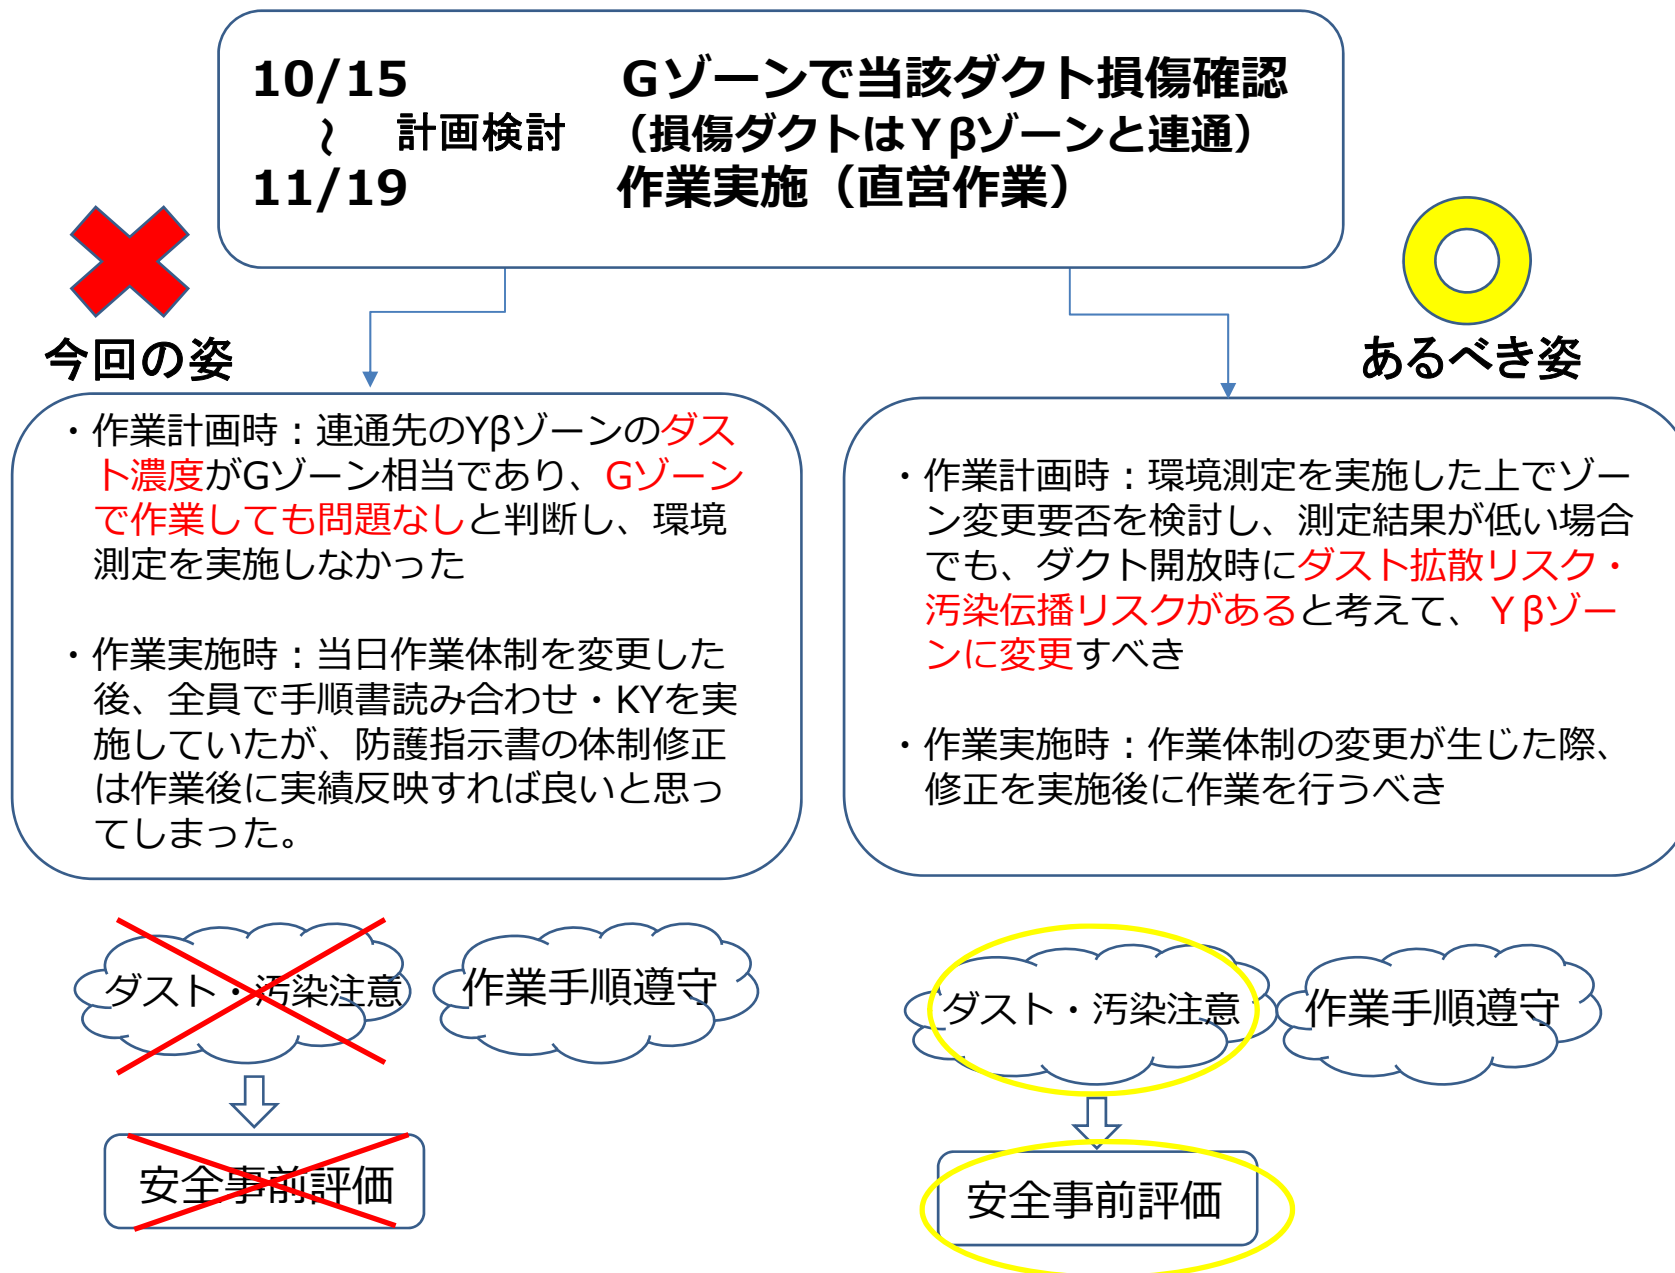 10/15 Gゾーンで当該ダクト損傷確認
~ 計画検討 （損傷ダクトはＹβゾーンと連通）
11/19 作業実施（直営作業）
今回の姿
・作業計画時：連通先のYβゾーンのダス
ト濃度がGゾーン相当であり、Gゾーン
で作業しても問題なしと判断し、環境
測定を実施しなかった
・作業実施時：当日作業体制を変更した
後、全員で手順書読み合わせ・KYを実
施していたが、防護指示書の体制修正
は作業後に実績反映すれば良いと思っ
てしまった。
ダスト・汚染注意
作業手順遵守
安全事前評価
あるべき姿
・作業計画時：環境測定を実施した上でゾー
ン変更要否を検討し、測定結果が低い場合
でも、ダクト開放時にダスト拡散リスク・
汚染伝播リスクがあると考えて、Ｙβゾー
ンに変更すべき
・作業実施時：作業体制の変更が生じた際、
修正を実施後に作業を行うべき
ダスト・汚染注意
作業手順遵守
安全事前評価